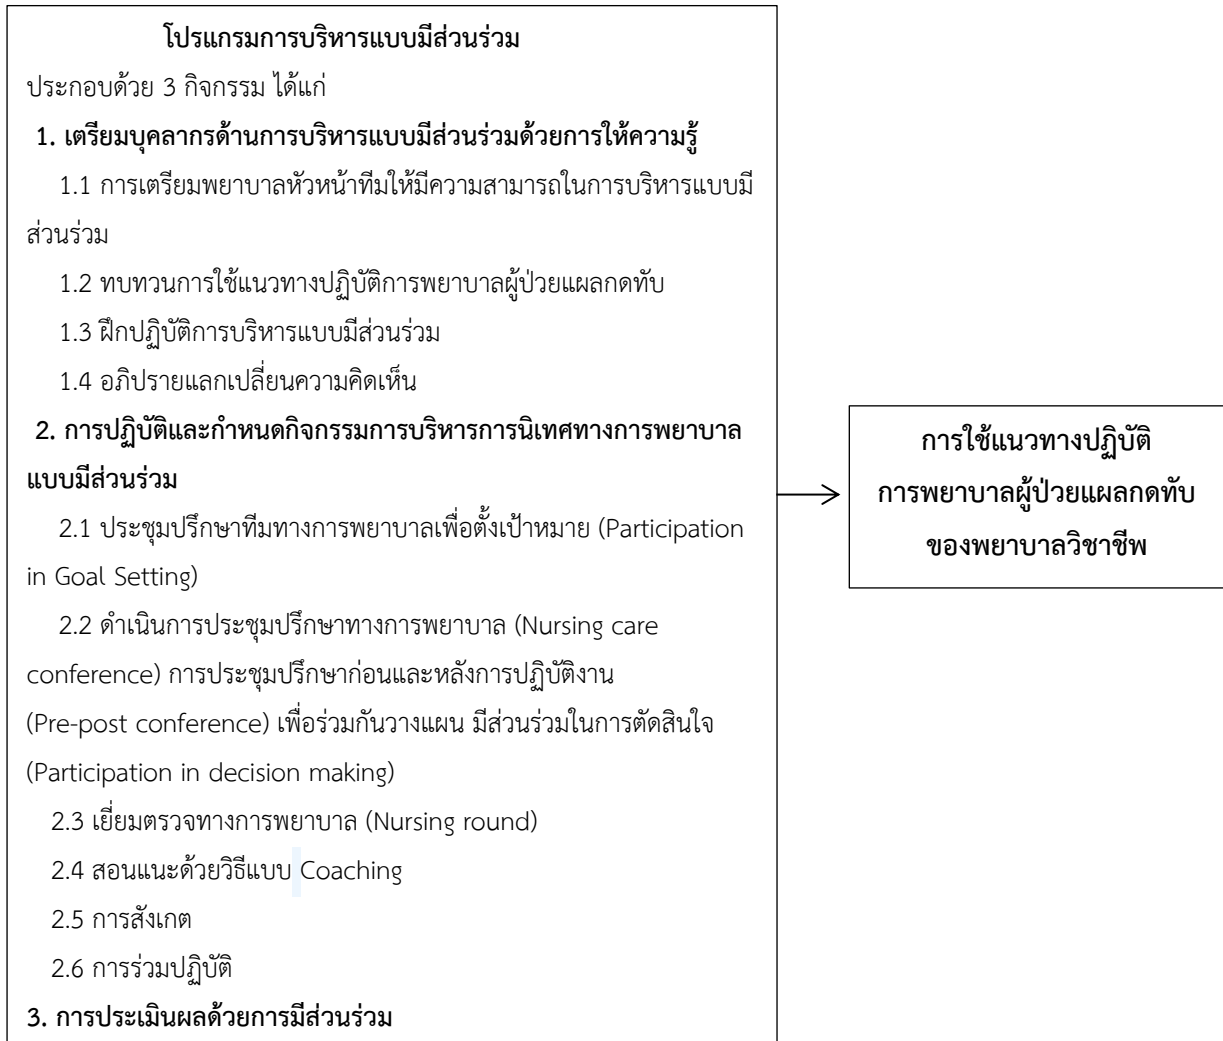 โปรแกรมการบริหารแบบมีส่วนร่วม
ประกอบด้วย 3 กิจกรรม ได้แก่
1. เตรียมบุคลากรด้านการบริหารแบบมีส่วนร่วมด้วยการให้ความรู้
1.1 การเตรียมพยาบาลหัวหน้าทีมให้มีความสามารถในการบริหารแบบมี
ส่วนร่วม
1.2 ทบทวนการใช้แนวทางปฏิบัติการพยาบาลผู้ป่วยแผลกดทับ
1.3 ฝึกปฏิบัติการบริหารแบบมีส่วนร่วม
1.4 อภิปรายแลกเปลี่ยนความคิดเห็น
2. การปฏิบัติและกำหนดกิจกรรมการบริหารการนิเทศทางการพยาบาล
แบบมีส่วนร่วม
2.1 ประชุมปรึกษาทีมทางการพยาบาลเพื่อตั้งเป้าหมาย (Participation
in Goal Setting)
2.2 ดำเนินการประชุมปรึกษาทางการพยาบาล (Nursing care
conference) การประชุมปรึกษาก่อนและหลังการปฏิบัติงาน
(Pre-post conference) เพื่อร่วมกันวางแผน มีส่วนร่วมในการตัดสินใจ
(Participation in decision making)
2.3 เยี่ยมตรวจทางการพยาบาล (Nursing round)
2.4 สอนแนะด้วยวิธีแบบ Coaching
2.5 การสังเกต
2.6 การร่วมปฏิบัติ
3. การประเมินผลด้วยการมีส่วนร่วม
การใช้แนวทางปฏิบัติ
การพยาบาลผู้ป่วยแผลกดทับ
ของพยาบาลวิชาชีพ